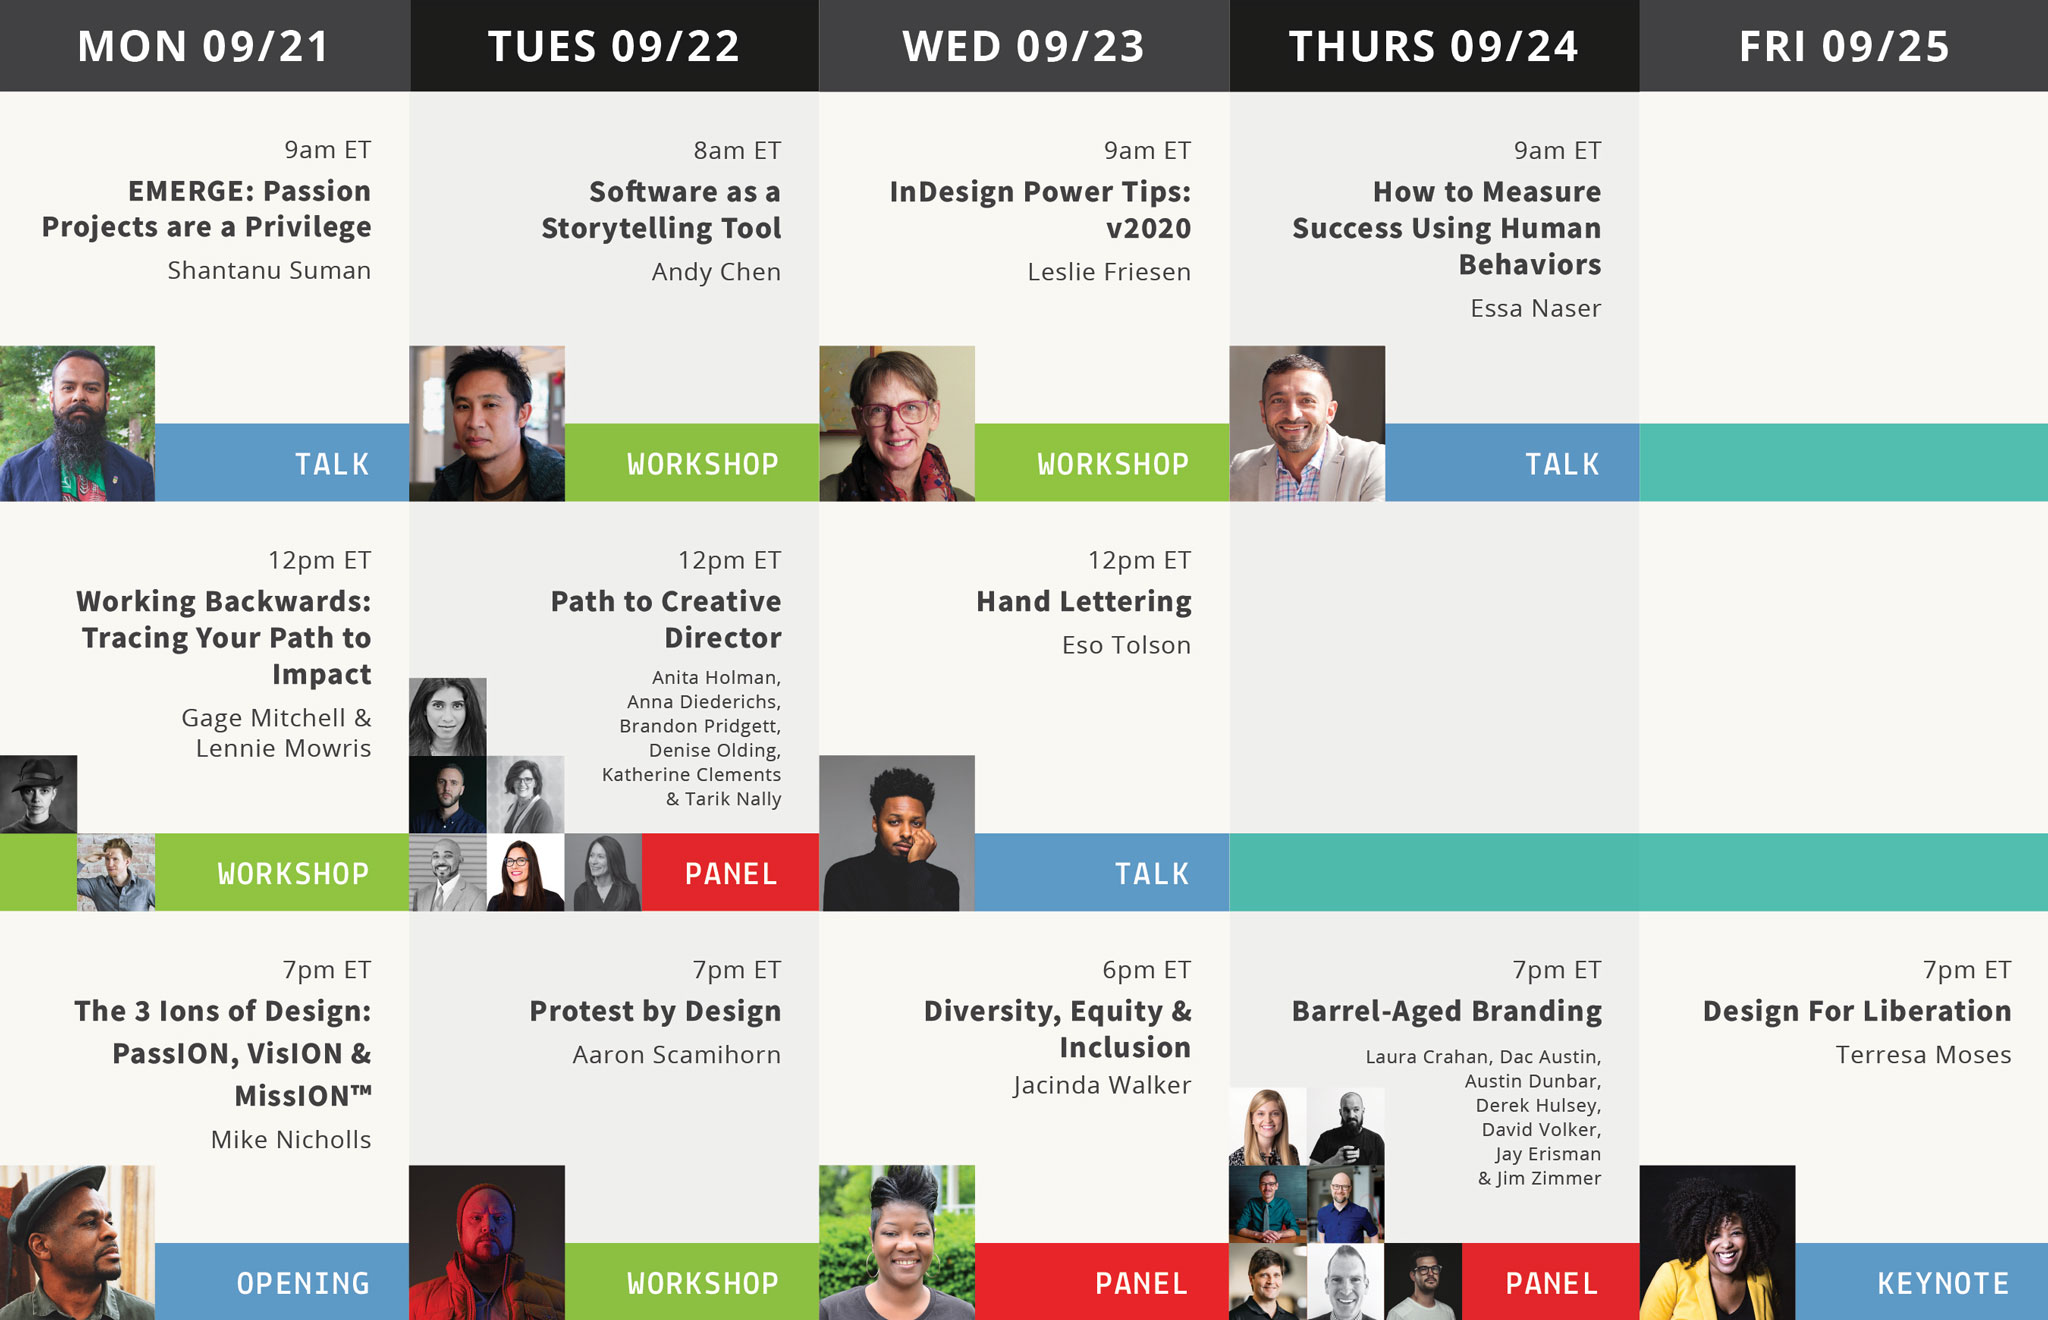 MON 09/21
TUES 09/22
WED 09/23
THURS 09/24
FRI 09/25
9am ET
EMERGE: Passion
Projects are a Privilege
Shantanu Suman
TALK
8am ET
Software as a
Storytelling Tool
Andy Chen
WORKSHOP
9am ET
InDesign Power Tips:
v2020
Leslie Friesen
WORKSHOP
9am ET
How to Measure
Success Using Human
Behaviors
Essa Naser
TALK
12pm ET
Working Backwards:
Tracing Your Path to
Impact
Gage Mitchell &
Lennie Mowris
WORKSHOP
12pm ET
Path to Creative
Director
Anita Holman,
Anna Diederichs,
Brandon Pridgett,
Denise Olding,
Katherine Clements
& Tarik Nally
PANEL
12pm ET
Hand Lettering
Eso Tolson
TALK
7pm ET
The 3 Ions of Design:
PassION, VisION &
MissION™
Mike Nicholls
OPENING
7pm ET
Protest by Design
Aaron Scamihorn
WORKSHOP
6pm ET
Diversity, Equity &
Inclusion
Jacinda Walker
PANEL
7pm ET
Barrel-Aged Branding
Laura Crahan, Dac Austin,
Austin Dunbar,
Derek Hulsey,
David Volker,
Jay Erisman
& Jim Zimmer
PANEL
7pm ET
Design For Liberation
Terresa Moses
KEYNOTE